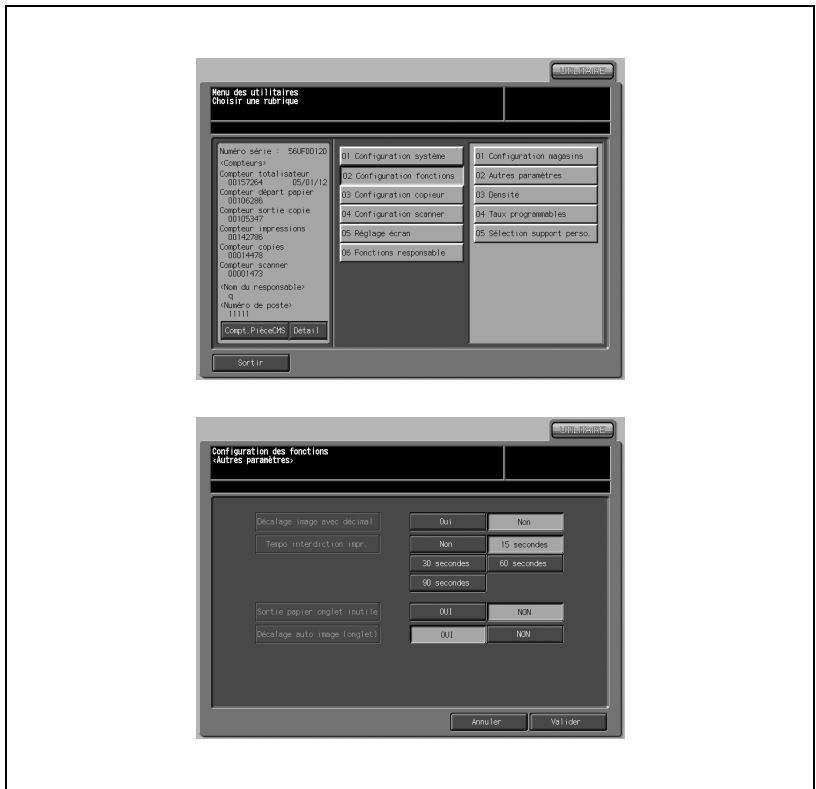 UTILITAIRE
Menu des utilitaires
Choisir une rubrique
Numéro série : 56UF00120
<Compteurs>
Compteur totalisateur
00157264 05/01/12
Compteur départ papier
00106286
Compteur sortie copie
00105347
Compteur impressions
00142786
Compteur copies
00014478
Compteur scanner
00001473
<Nom du responsable>
q
<Numéro de poste>
11111
Compt.PièceCMS Détail
01 Configuration système
02 Configuration fonctions
03 Configuration copieur
04 Configuration scanner
05 Réglage écran
06 Fonctions responsable
01 Configuration magasins
02 Autres paramètres
03 Densité
04 Taux programmables
05 Sélection support perso.
Sortir
UTILITAIRE
Configuration des fonctions
<Autres paramètres>
Décalage image avec décimal Oui Non
Tempo interdiction impr. Non 15 secondes
30 secondes 60 secondes
90 secondes
Sortie papier onglet inutile OUI NON
Décalage auto image (onglet) OUI NON
Annuler Valider